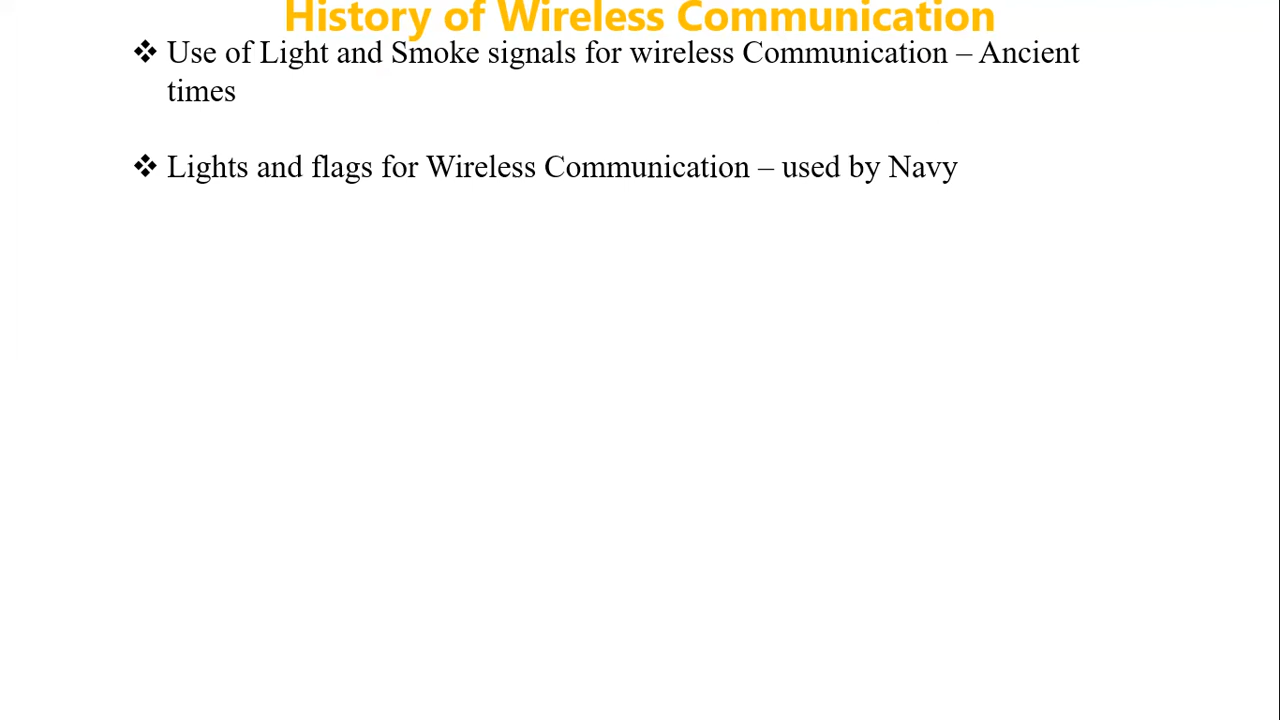 History of Wireless Communication
❖ Use of Light and Smoke signals for wireless Communication – Ancient
times
❖ Lights and flags for Wireless Communication – used by Navy